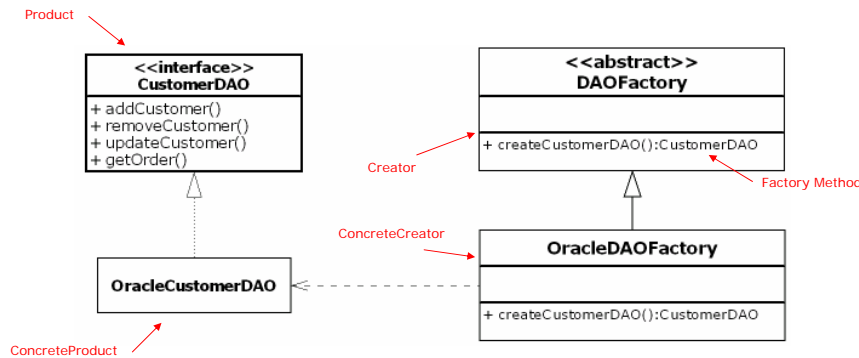 Product
<<interface>>
CustomerDAO
+ addCustomer()
+ removeCustomer()
+ updateCustomer()
+ getOrder()
<<abstract>>
DAOFactory
+ createCustomerDAO():CustomerDAO
Creator
Factory Method
ConcreteCreator
OracleDAOFactory
+ createCustomerDAO():CustomerDAO
OracleCustomerDAO
ConcreteProduct